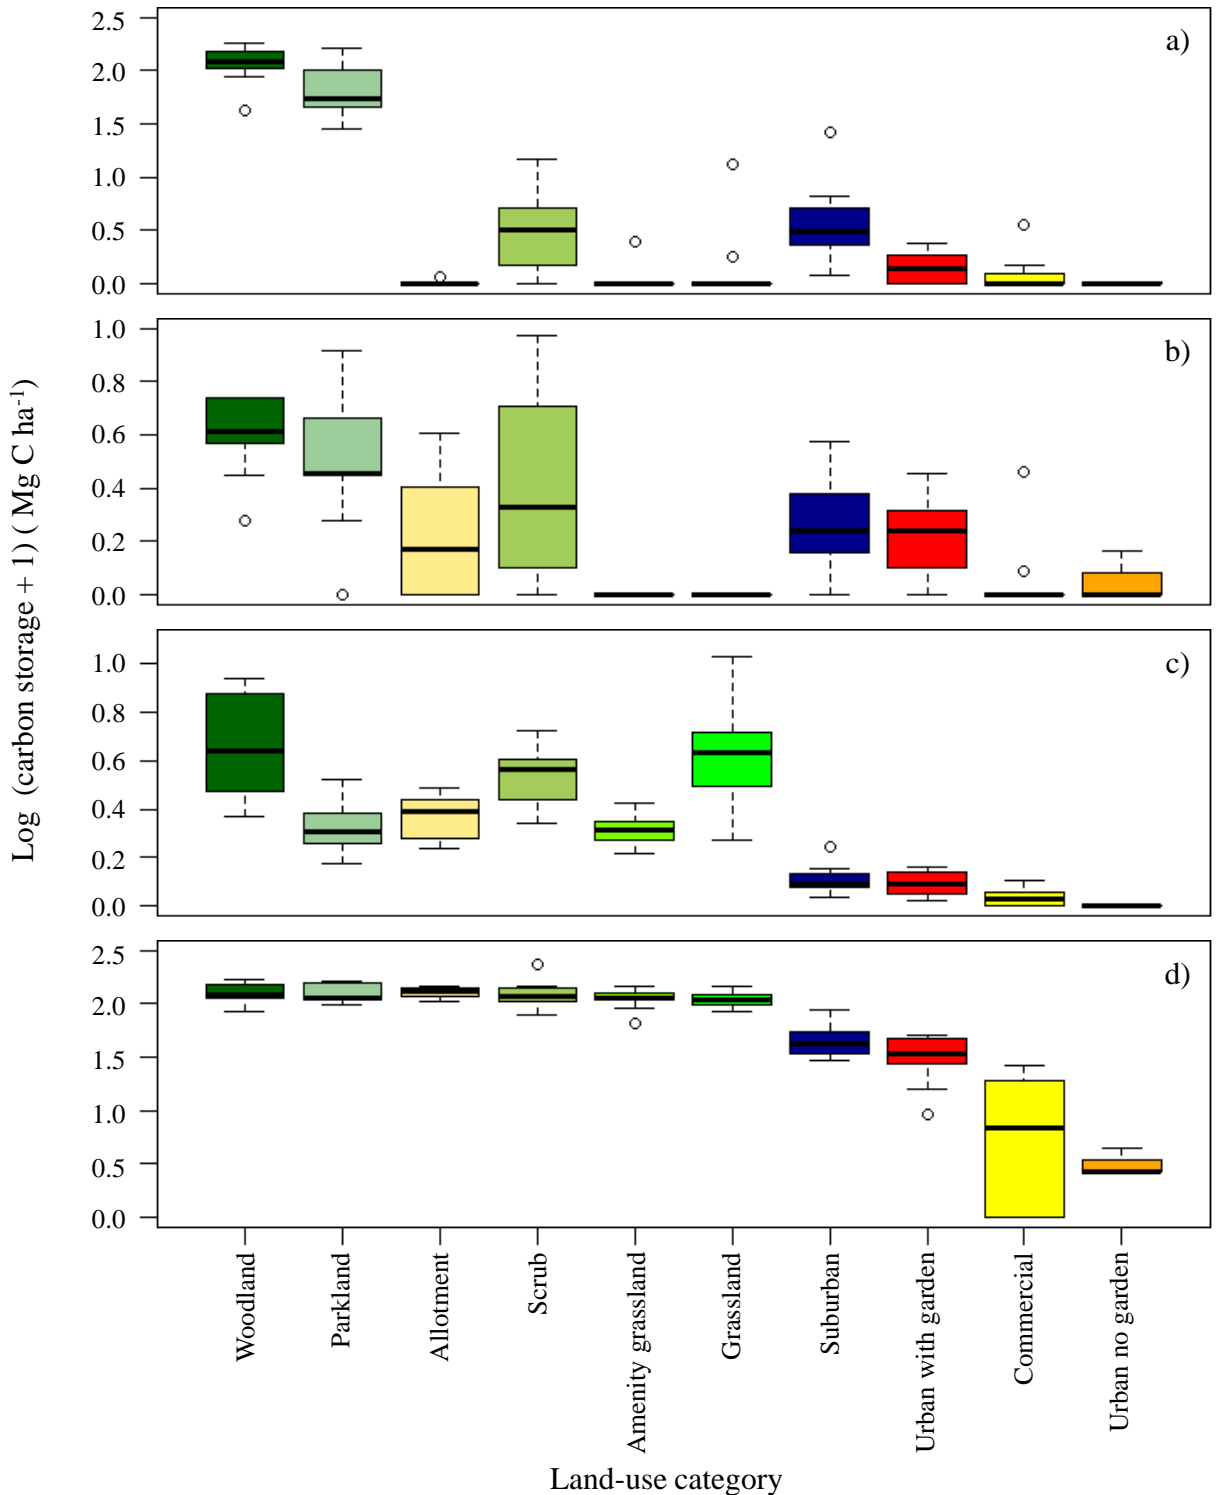 a)
2.5
2.0
1.5
1.0
0.5
0.0
b)
1.0
0.8
0.6
0.4
0.2
0.0
c)
1.0
0.8
0.6
0.4
0.2
0.0
d)
2.5
2.0
1.5
1.0
0.5
0.0
Log (carbon storage + 1) ( Mg C ha-1)
Woodland
Parkland
Allotment
Scrub
Amenity grassland
Grassland
Suburban
Urban with garden
Commercial
Urban no garden
Land-use category